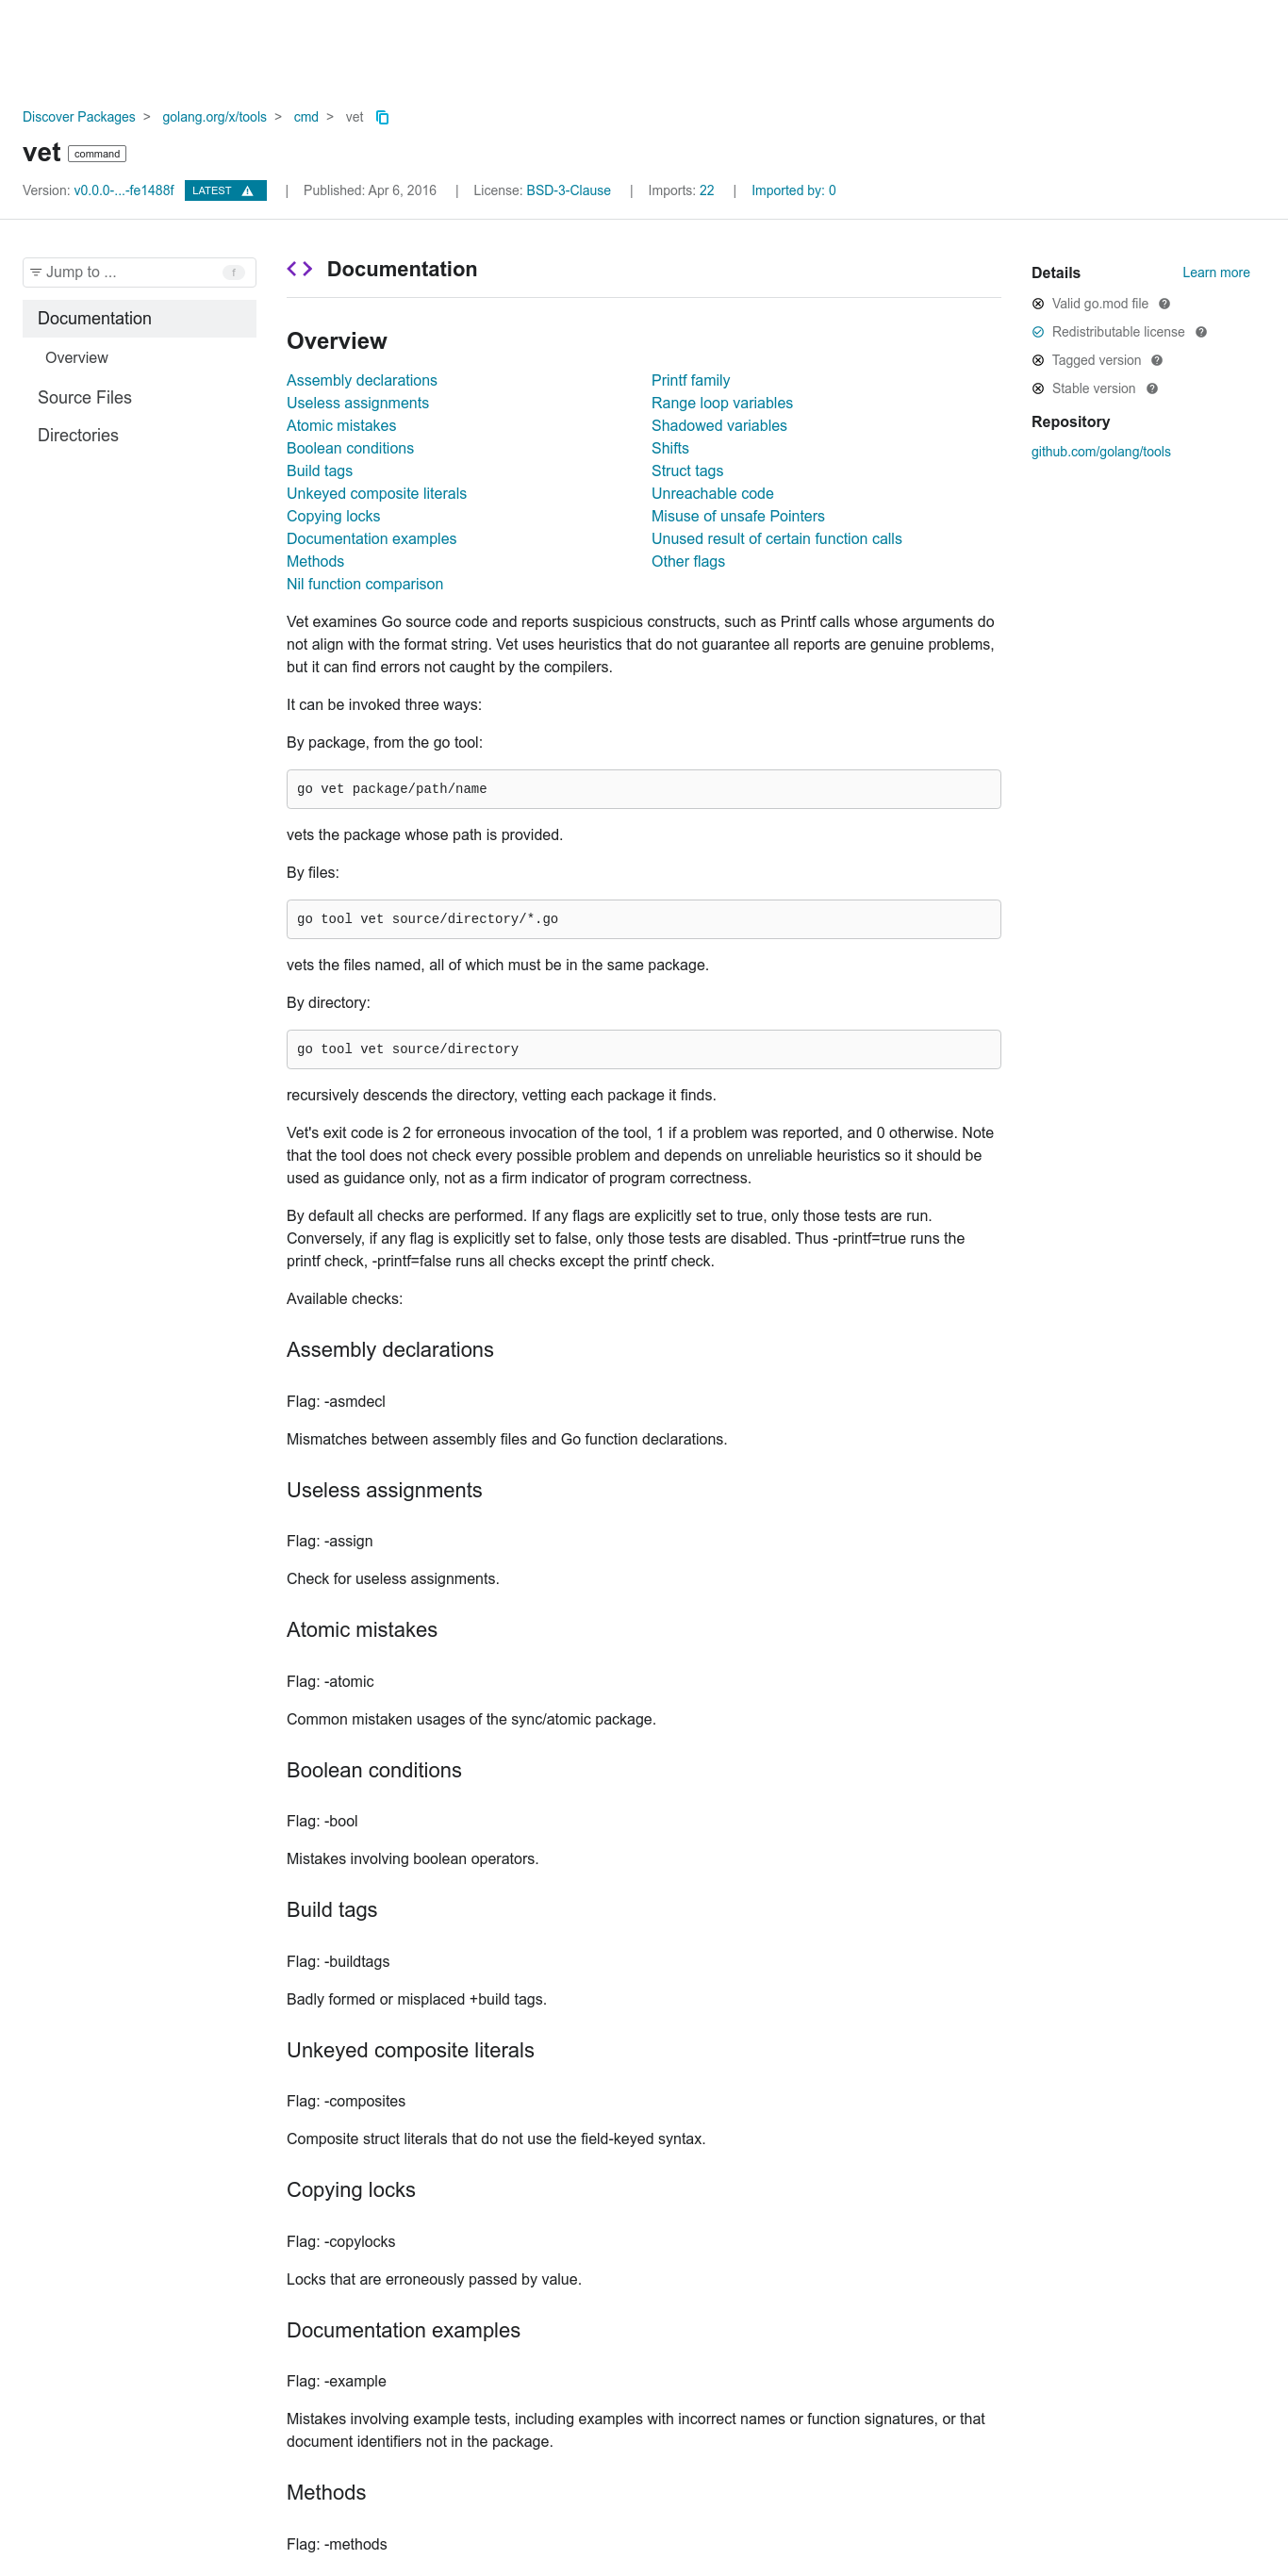 Discover Packages > golang.org/x/tools > cmd > vet
vet command
Version: v0.0.0-...-fe1488f LATEST | Published: Apr 6, 2016 | License: BSD-3-Clause | Imports: 22 | Imported by: 0
Jump to ... f
Documentation
Overview
Source Files
Directories
Documentation
Overview
Assembly declarations
Useless assignments
Atomic mistakes
Boolean conditions
Build tags
Unkeyed composite literals
Copying locks
Documentation examples
Methods
Nil function comparison
Printf family
Range loop variables
Shadowed variables
Shifts
Struct tags
Unreachable code
Misuse of unsafe Pointers
Unused result of certain function calls
Other flags
Vet examines Go source code and reports suspicious constructs, such as Printf calls whose arguments do
not align with the format string. Vet uses heuristics that do not guarantee all reports are genuine problems,
but it can find errors not caught by the compilers.
It can be invoked three ways:
By package, from the go tool:
go vet package/path/name
vets the package whose path is provided.
By files:
go tool vet source/directory/*.go
vets the files named, all of which must be in the same package.
By directory:
go tool vet source/directory
recursively descends the directory, vetting each package it finds.
Vet's exit code is 2 for erroneous invocation of the tool, 1 if a problem was reported, and 0 otherwise. Note
that the tool does not check every possible problem and depends on unreliable heuristics so it should be
used as guidance only, not as a firm indicator of program correctness.
By default all checks are performed. If any flags are explicitly set to true, only those tests are run.
Conversely, if any flag is explicitly set to false, only those tests are disabled. Thus -printf=true runs the
printf check, -printf=false runs all checks except the printf check.
Available checks:
Assembly declarations
Flag: -asmdecl
Mismatches between assembly files and Go function declarations.
Useless assignments
Flag: -assign
Check for useless assignments.
Atomic mistakes
Flag: -atomic
Common mistaken usages of the sync/atomic package.
Boolean conditions
Flag: -bool
Mistakes involving boolean operators.
Build tags
Flag: -buildtags
Badly formed or misplaced +build tags.
Unkeyed composite literals
Flag: -composites
Composite struct literals that do not use the field-keyed syntax.
Copying locks
Flag: -copylocks
Locks that are erroneously passed by value.
Documentation examples
Flag: -example
Mistakes involving example tests, including examples with incorrect names or function signatures, or that
document identifiers not in the package.
Methods
Flag: -methods
Details Learn more
Valid go.mod file
Redistributable license
Tagged version
Stable version
Repository
github.com/golang/tools